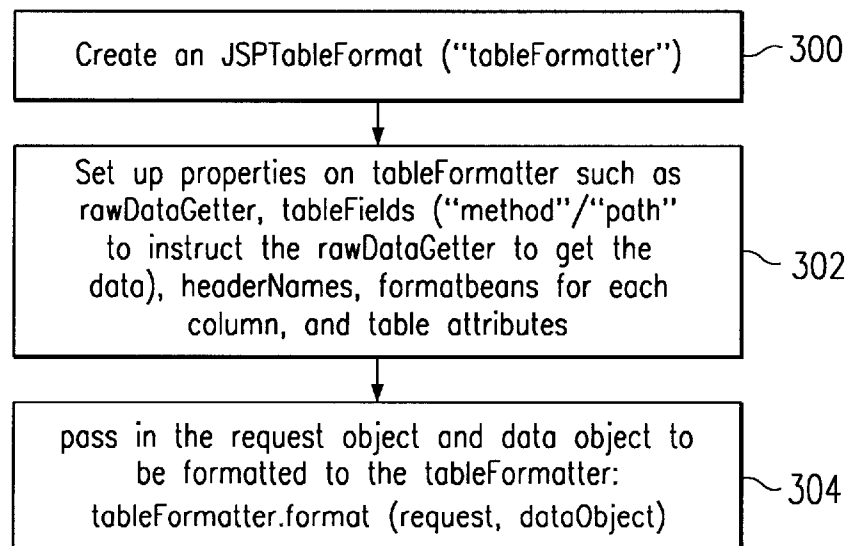 Create an JSPTableFormat (“tableFormatter”)
300
Set up properties on tableFormatter such as
rawDataGetter, tableFields (“method”/“path”
to instruct the rawDataGetter to get the
data), headerNames, formatbeans for each
column, and table attributes
302
pass in the request object and data object to
be formatted to the tableFormatter:
tableFormatter.format (request, dataObject)
304